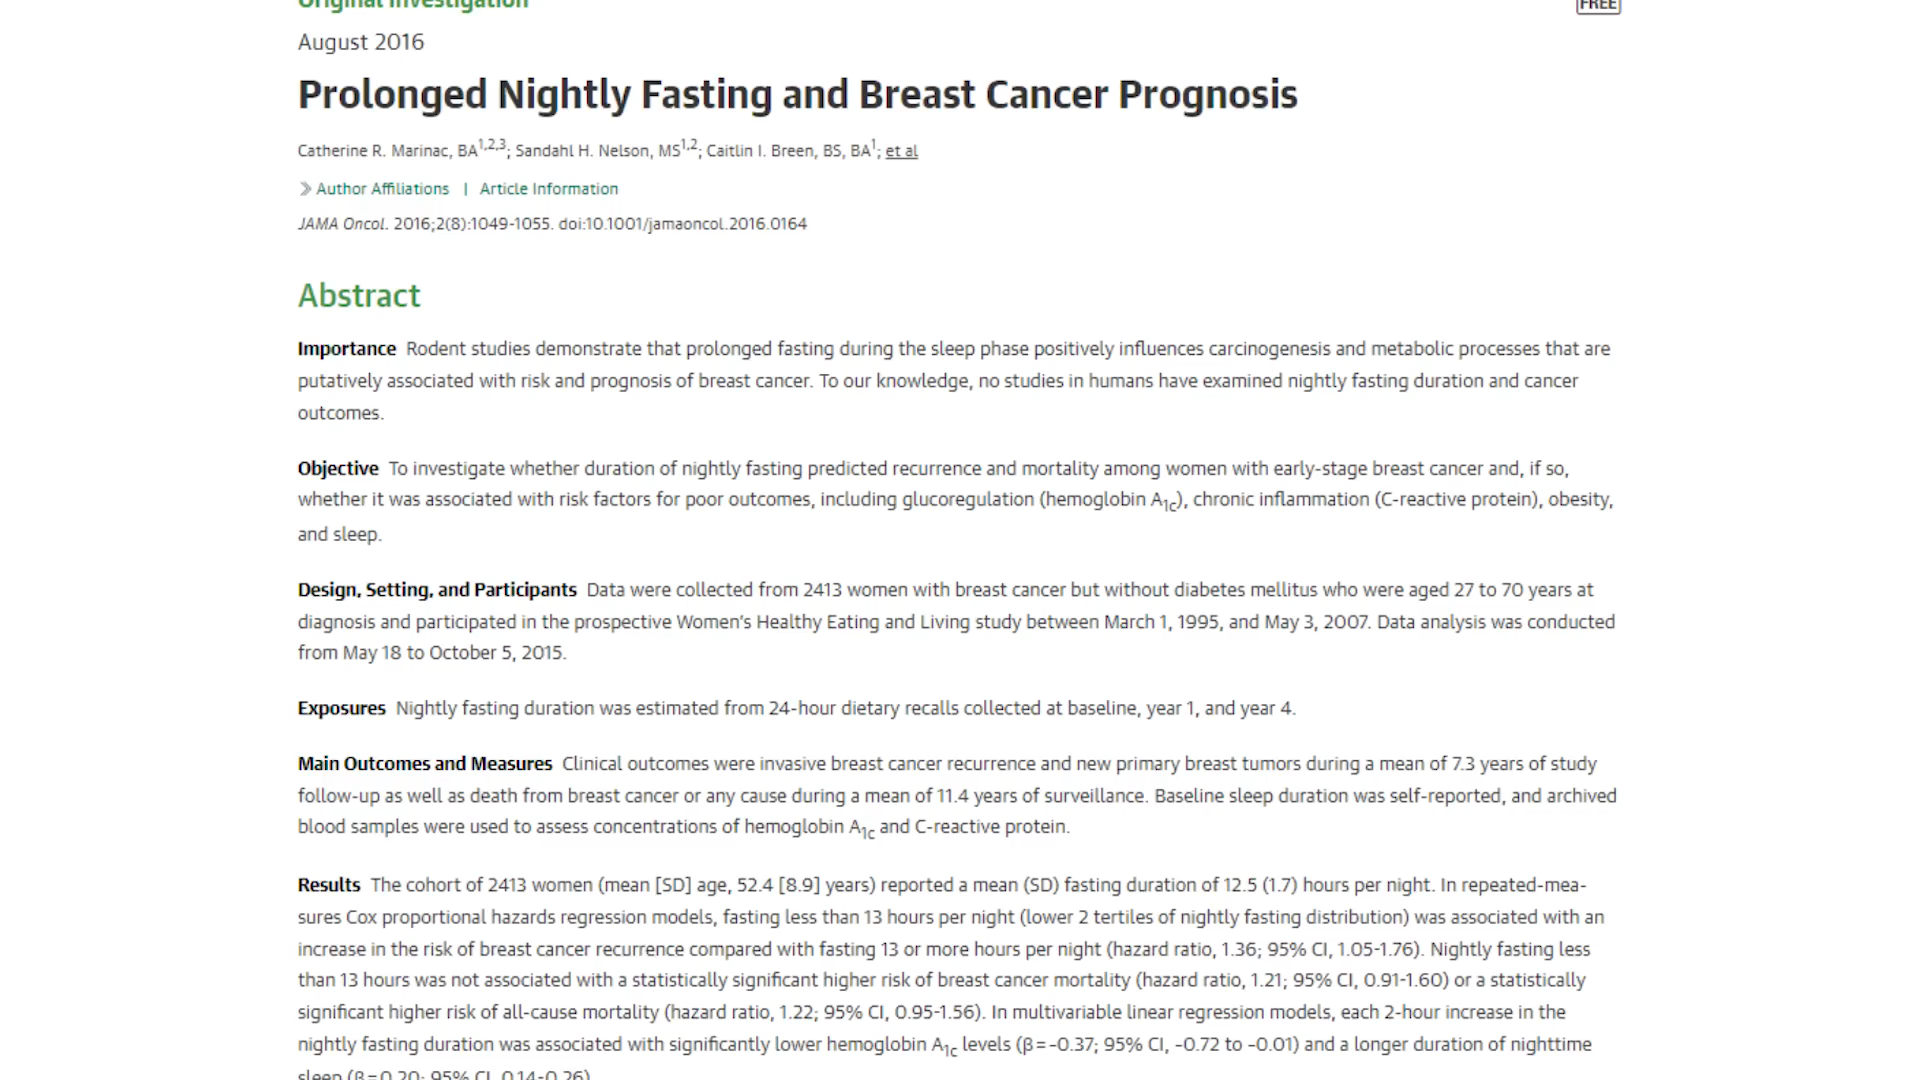 Original Investigation
FREE
August 2016
Prolonged Nightly Fasting and Breast Cancer Prognosis
Catherine R. Marinac, BA1,2,3; Sandahl H. Nelson, MS1,2; Caitlin I. Breen, BS, BA1; et al
Author Affiliations | Article Information
JAMA Oncol. 2016;2(8):1049-1055. doi:10.1001/jamaoncol.2016.0164
Abstract
Importance Rodent studies demonstrate that prolonged fasting during the sleep phase positively influences carcinogenesis and metabolic processes that are
putatively associated with risk and prognosis of breast cancer. To our knowledge, no studies in humans have examined nightly fasting duration and cancer
outcomes.
Objective To investigate whether duration of nightly fasting predicted recurrence and mortality among women with early-stage breast cancer and, if so,
whether it was associated with risk factors for poor outcomes, including glucoregulation (hemoglobin A1c), chronic inflammation (C-reactive protein), obesity,
and sleep.
Design, Setting, and Participants Data were collected from 2413 women with breast cancer but without diabetes mellitus who were aged 27 to 70 years at
diagnosis and participated in the prospective Women's Healthy Eating and Living study between March 1, 1995, and May 3, 2007. Data analysis was conducted
from May 18 to October 5, 2015.
Exposures Nightly fasting duration was estimated from 24-hour dietary recalls collected at baseline, year 1, and year 4.
Main Outcomes and Measures Clinical outcomes were invasive breast cancer recurrence and new primary breast tumors during a mean of 7.3 years of study
follow-up as well as death from breast cancer or any cause during a mean of 11.4 years of surveillance. Baseline sleep duration was self-reported, and archived
blood samples were used to assess concentrations of hemoglobin A1c and C-reactive protein.
Results The cohort of 2413 women (mean [SD] age, 52.4 [8.9] years) reported a mean (SD) fasting duration of 12.5 (1.7) hours per night. In repeated-mea-
sures Cox proportional hazards regression models, fasting less than 13 hours per night (lower 2 tertiles of nightly fasting distribution) was associated with an
increase in the risk of breast cancer recurrence compared with fasting 13 or more hours per night (hazard ratio, 1.36; 95% CI, 1.05-1.76). Nightly fasting less
than 13 hours was not associated with a statistically significant higher risk of breast cancer mortality (hazard ratio, 1.21; 95% CI, 0.91-1.60) or a statistically
significant higher risk of all-cause mortality (hazard ratio, 1.22; 95% CI, 0.95-1.56). In multivariable linear regression models, each 2-hour increase in the
nightly fasting duration was associated with significantly lower hemoglobin A1c levels (β = -0.37; 95% CI, -0.72 to -0.01) and a longer duration of nighttime
sleep (β = 0.20; 95% CI, 0.14-0.26).